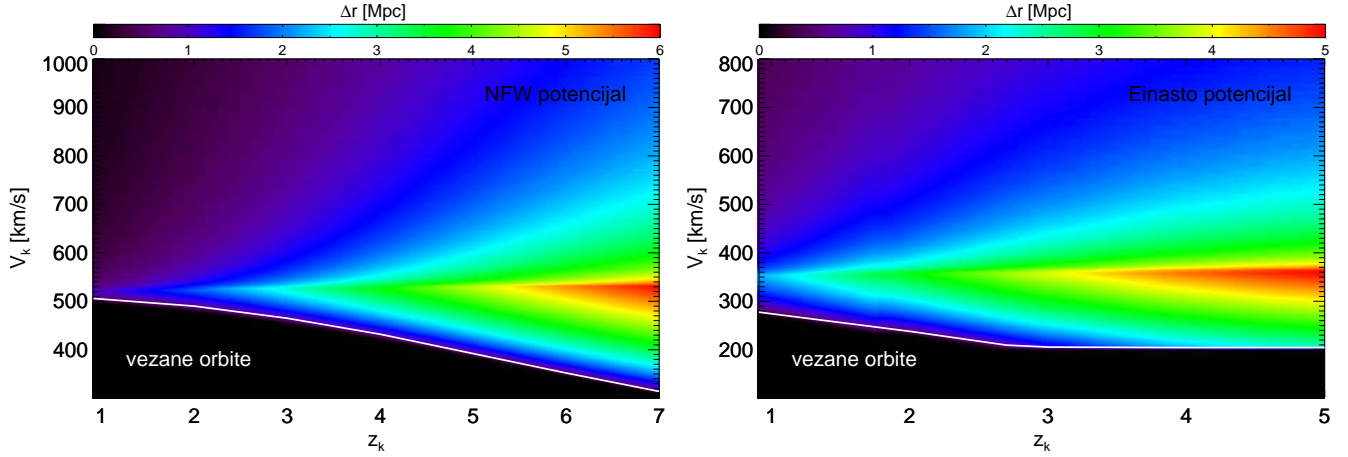 Δr [Mpc]
0 1 2 3 4 5 6
1000
900
800
700
600
500
400
V_k [km/s]
NFW potencijal
vezane orbite
1 2 3 4 5 6 7
z_k
Δr [Mpc]
0 1 2 3 4 5
800
700
600
500
400
300
200
V_k [km/s]
Einasto potencijal
vezane orbite
1 2 3 4 5
z_k